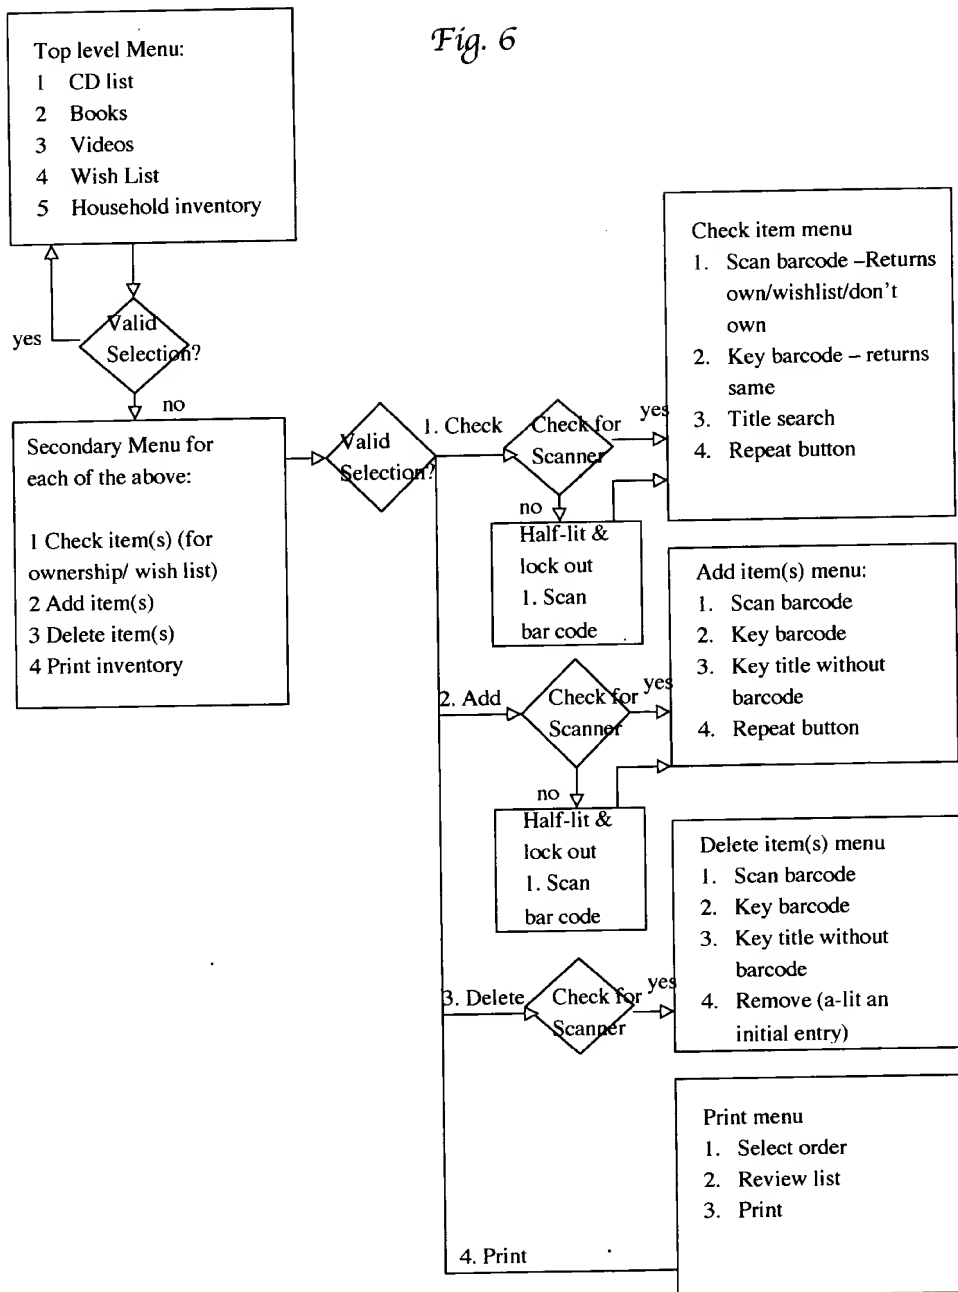 Fig. 6
Top level Menu:
1 CD list
2 Books
3 Videos
4 Wish List
5 Household inventory
yes
Valid
Selection?
no
Secondary Menu for
each of the above:
1 Check item(s) (for
ownership/ wish list)
2 Add item(s)
3 Delete item(s)
4 Print inventory
Valid
Selection?
1. Check
Check for
Scanner
yes
no
Half-lit &
lock out
1. Scan
bar code
Check item menu
1. Scan barcode –Returns
own/wishlist/don't
own
2. Key barcode – returns
same
3. Title search
4. Repeat button
2. Add
Check for
Scanner
yes
no
Half-lit &
lock out
1. Scan
bar code
Add item(s) menu:
1. Scan barcode
2. Key barcode
3. Key title without
barcode
4. Repeat button
3. Delete
Check for
Scanner
yes
Delete item(s) menu
1. Scan barcode
2. Key barcode
3. Key title without
barcode
4. Remove (a-lit an
initial entry)
4. Print
Print menu
1. Select order
2. Review list
3. Print